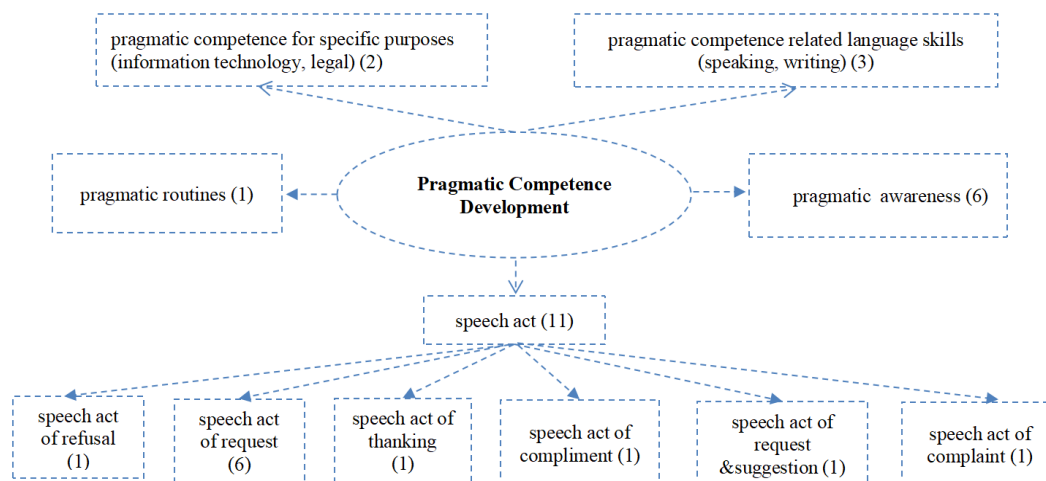 pragmatic competence for specific purposes
(information technology, legal) (2)
pragmatic competence related language skills
(speaking, writing) (3)
pragmatic routines (1)
Pragmatic Competence
Development
pragmatic awareness (6)
speech act (11)
speech act
of refusal
(1)
speech act
of request
(6)
speech act of
thanking
(1)
speech act of
compliment (1)
speech act of
request
&suggestion (1)
speech act of
complaint (1)